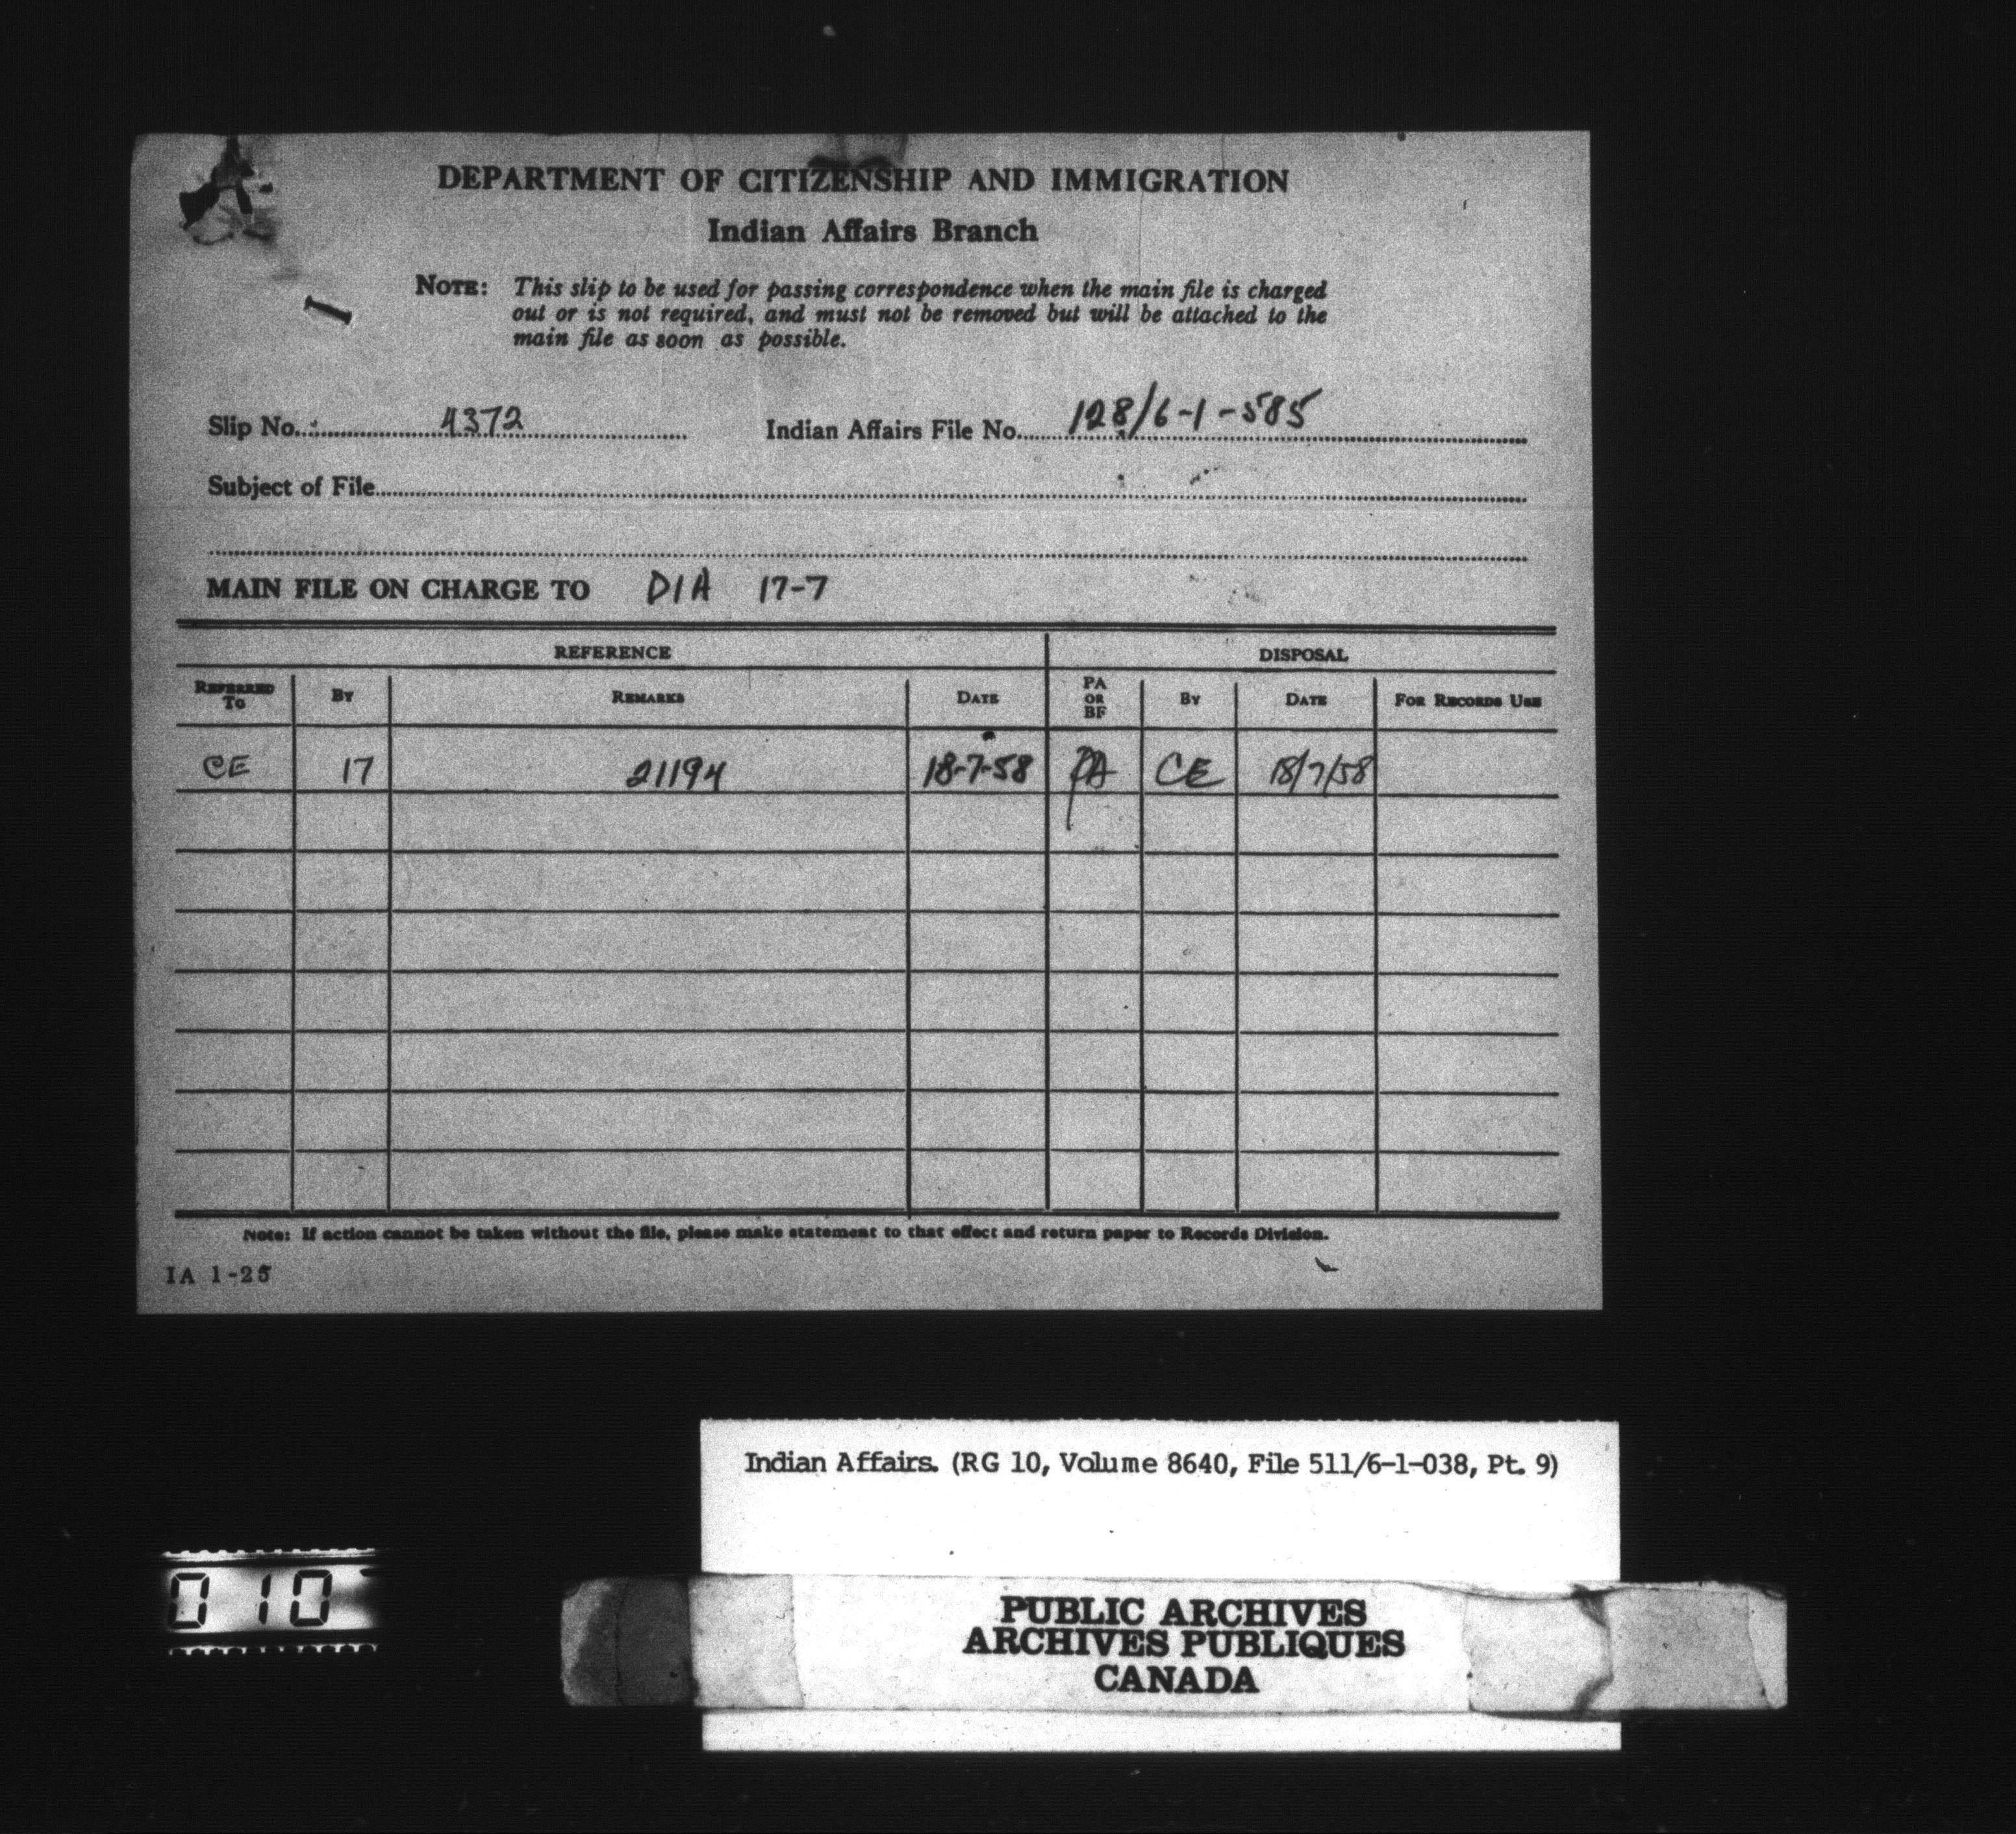 DEPARTMENT OF CITIZENSHIP AND IMMIGRATION
Indian Affairs Branch
NOTE: This slip to be used for passing correspondence when the main file is charged
out or is not required, and must not be removed but will be attached to the
main file as soon as possible.
Slip No. 4372 Indian Affairs File No. 128/6-1-585
Subject of File
MAIN FILE ON CHARGE TO DIA 17-7
REFERENCE DISPOSAL
REFERRED TO BY REMARKS DATE PA OR BF BY DATE FOR RECORDS USE
CE 17 21194 18-7-58 PA CE 18/7/58
Note: If action cannot be taken without the file, please make statement to that effect and return paper to Records Division.
IA 1-25
Indian Affairs. (RG 10, Volume 8640, File 511/6-1-038, Pt. 9)
010
PUBLIC ARCHIVES
ARCHIVES PUBLIQUES
CANADA